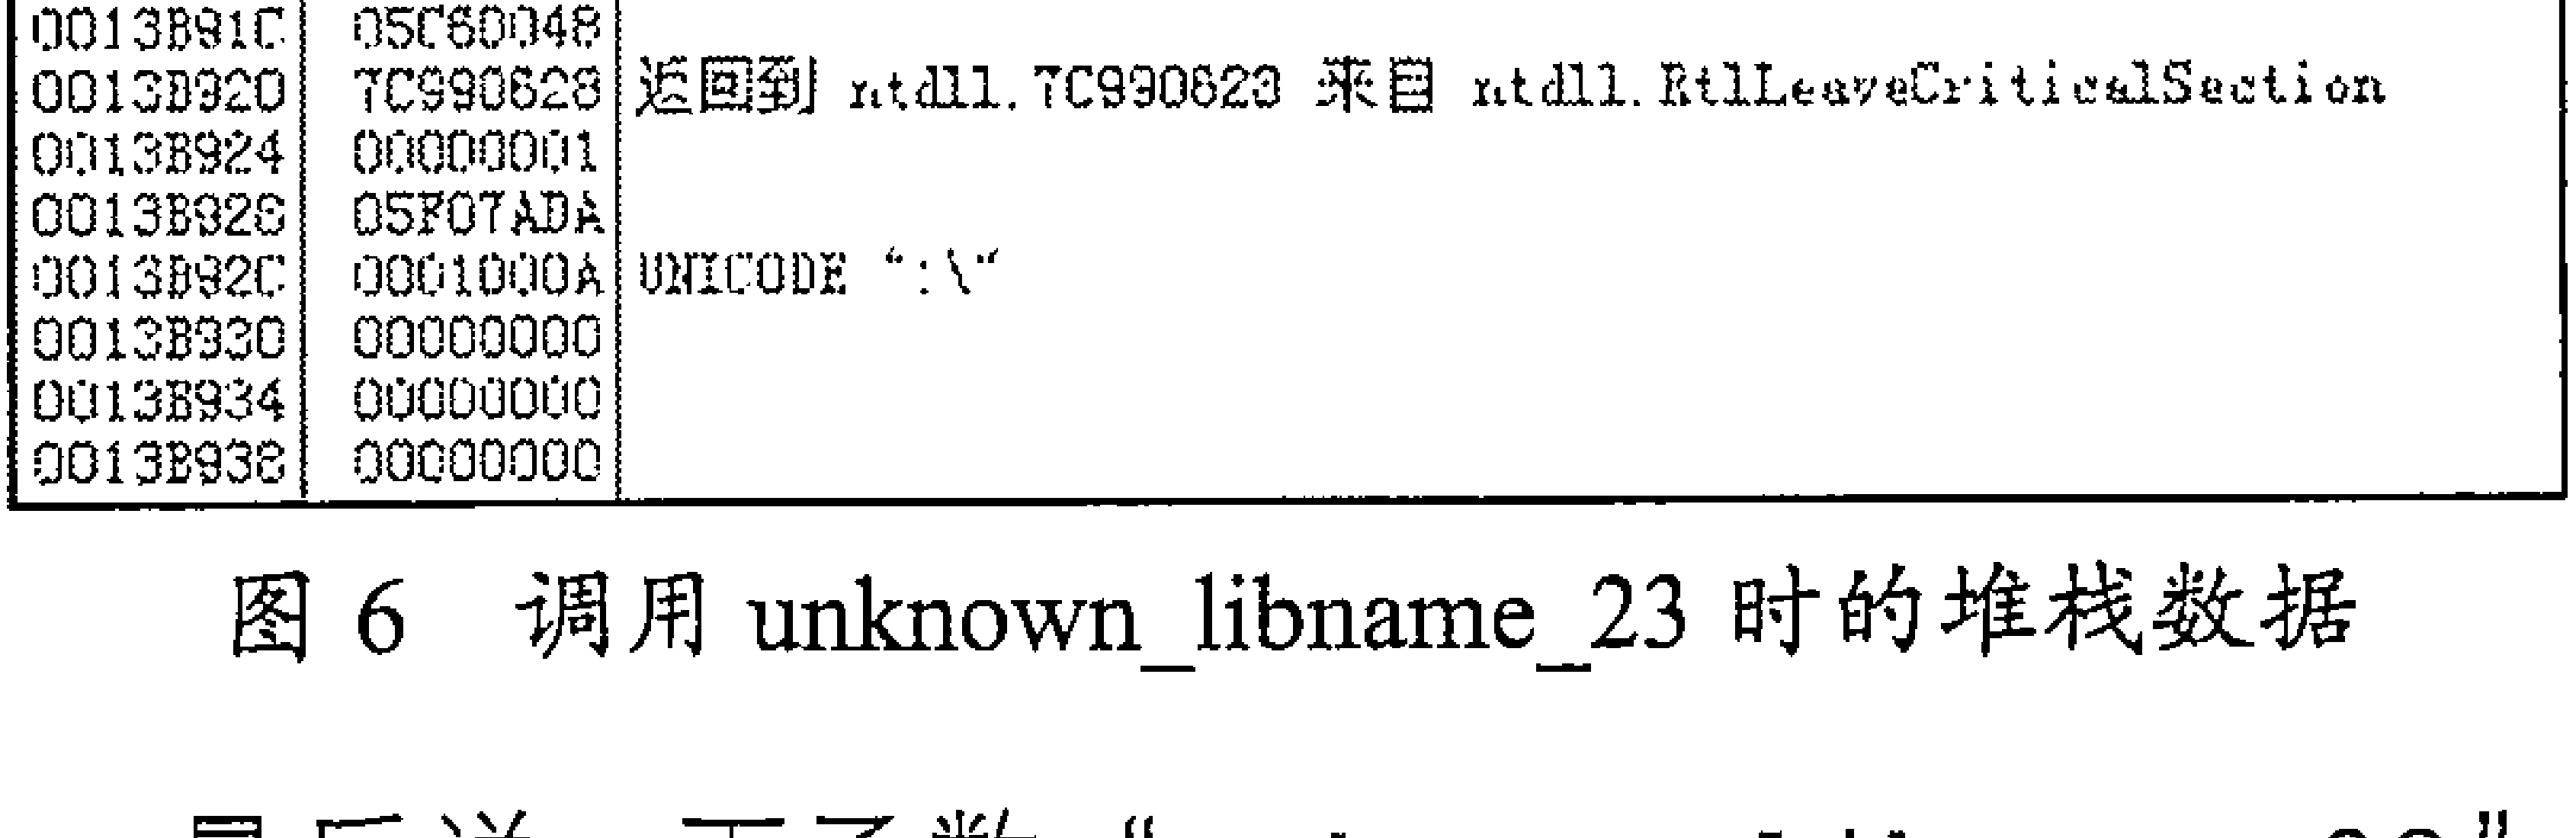 0013B91C 05C60048
0013B920 7C990628 返回到 ntdll.7C990628 来自 ntdll.RtlLeaveCriticalSection
0013B924 00000001
0013B928 05F07ADA
0013B92C 0001000A UNICODE ":\"
0013B930 00000000
0013B934 00000000
0013B938 00000000
图 6 调用 unknown_libname_23 时的堆栈数据